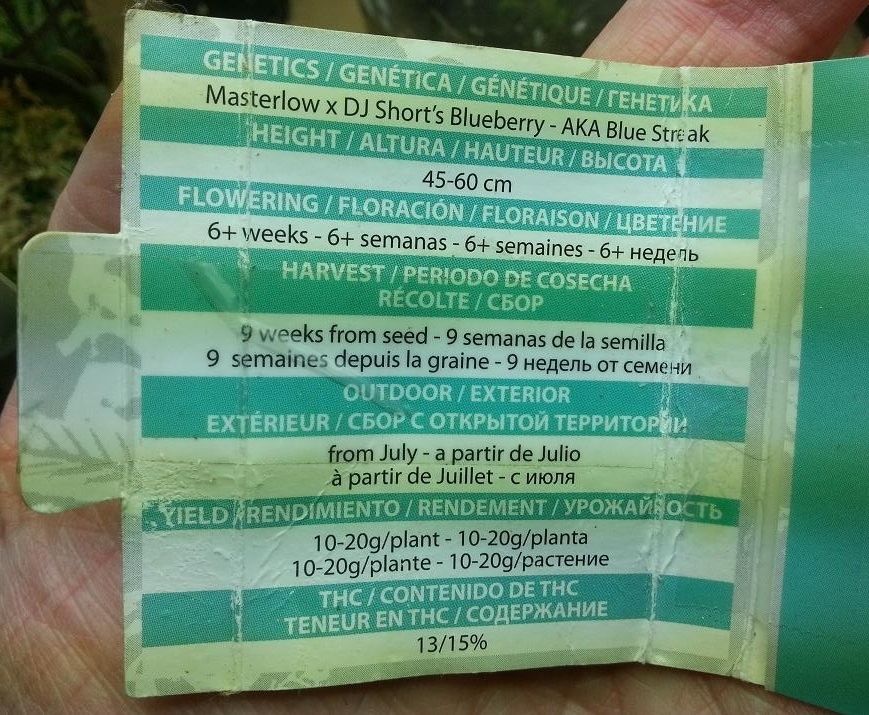 GENETICS / GENÉTICA / GÉNÉTIQUE / ГЕНЕТИКА
Masterlow x DJ Short's Blueberry - AKA Blue Streak
HEIGHT / ALTURA / HAUTEUR / ВЫСОТА
45-60 cm
FLOWERING / FLORACIÓN / FLORAISON / ЦВЕТЕНИЕ
6+ weeks - 6+ semanas - 6+ semaines - 6+ недель
HARVEST / PERIODO DE COSECHA
RÉCOLTE / СБОР
9 weeks from seed - 9 semanas de la semilla
9 semaines depuis la graine - 9 недель от семени
OUTDOOR / EXTERIOR
EXTÉRIEUR / СБОР С ОТКРЫТОЙ ТЕРРИТОРИИ
from July - a partir de Julio
à partir de Juillet - с июля
YIELD / RENDIMIENTO / RENDEMENT / УРОЖАЙНОСТЬ
10-20g/plant - 10-20g/planta
10-20g/plante - 10-20g/растение
THC / CONTENIDO DE THC
TENEUR EN THC / СОДЕРЖАНИЕ
13/15%